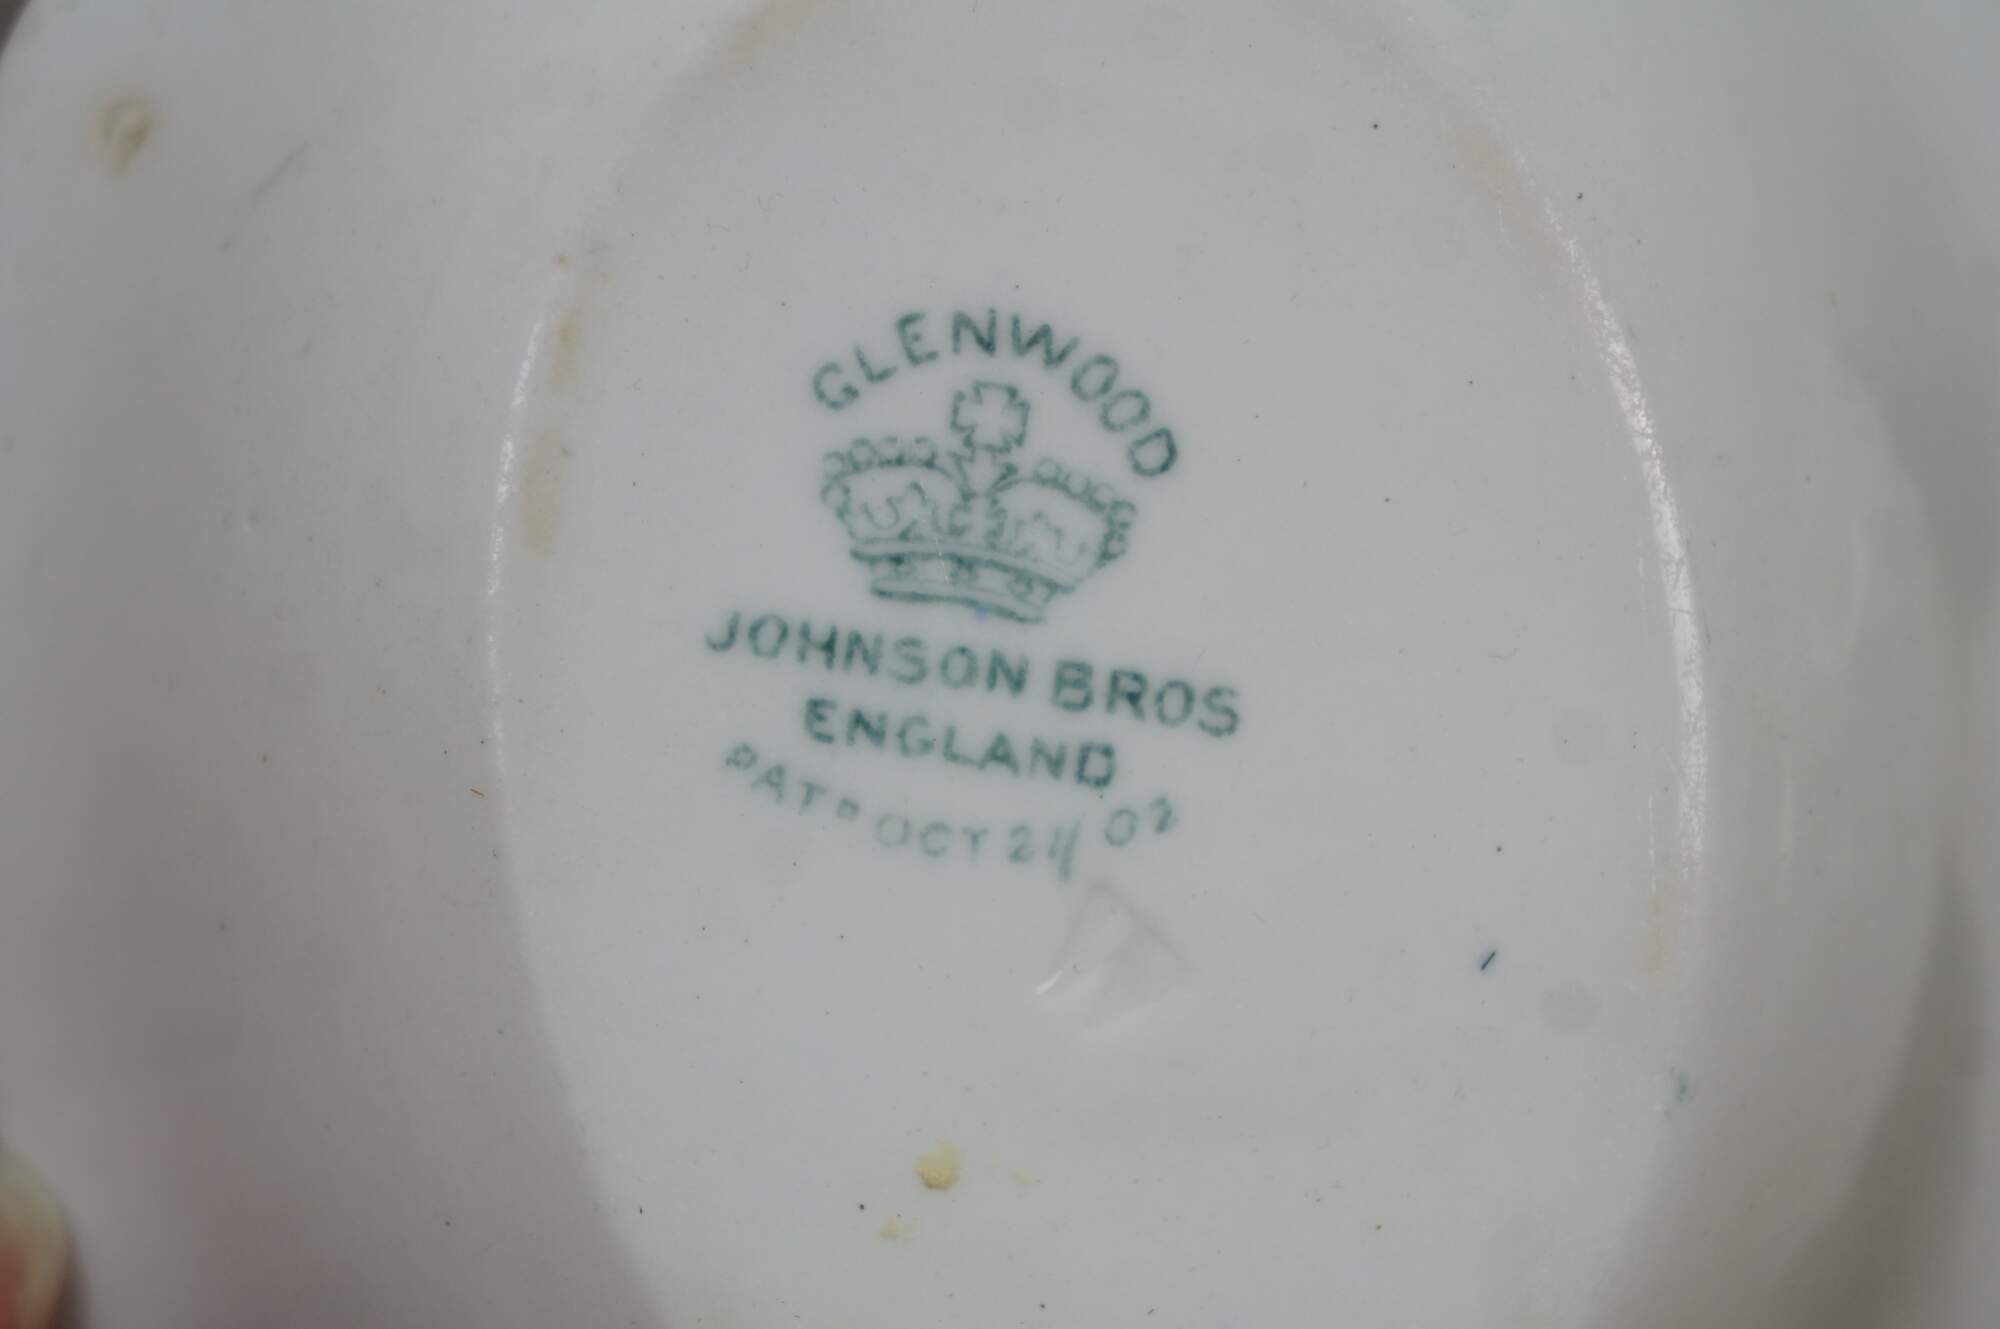 GLENWOOD
JOHNSON BROS
ENGLAND
PATD OCT 21/02